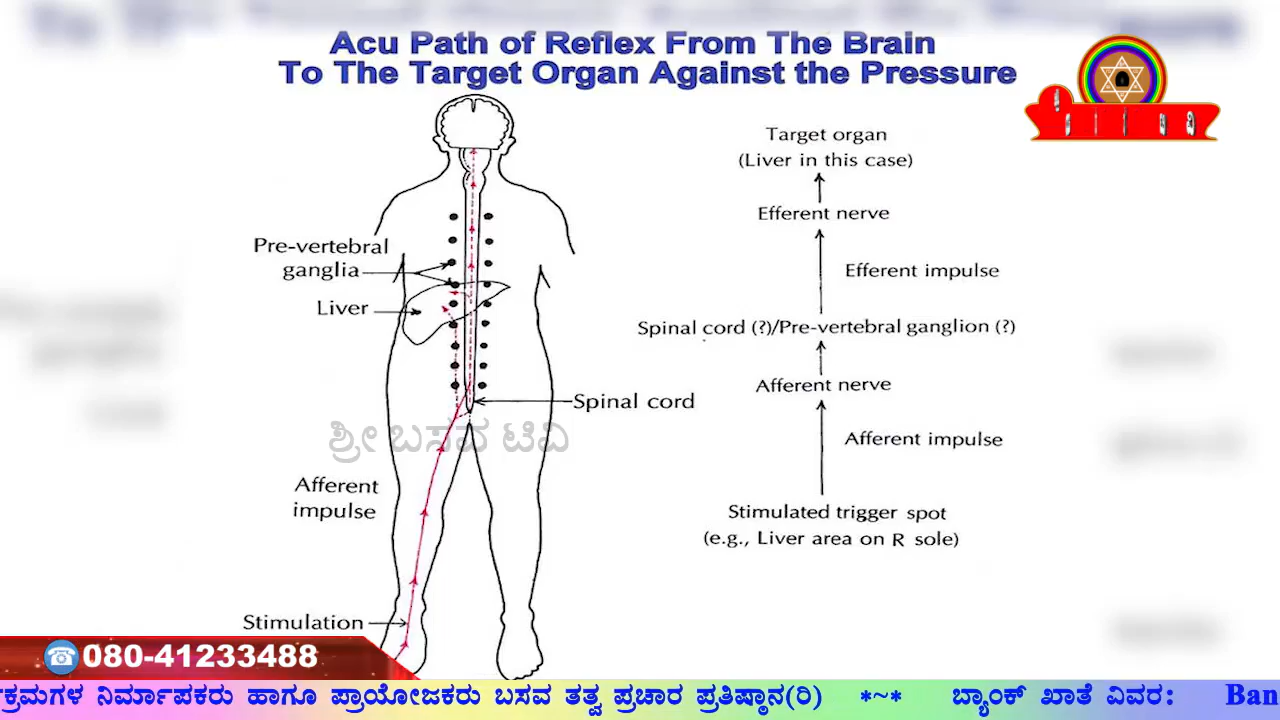 Acu Path of Reflex From The Brain
To The Target Organ Against the Pressure
Target organ
(Liver in this case)
Efferent nerve
Efferent impulse
Spinal cord (?)/Pre-vertebral ganglion (?)
Afferent nerve
Afferent impulse
Stimulated trigger spot
(e.g., Liver area on R sole)
Pre-vertebral
ganglia
Liver
Spinal cord
ಶ್ರೀ ಬಸವ ಟಿವಿ
Afferent
impulse
Stimulation
080-41233488
ಕ್ರಮಗಳ ನಿರ್ಮಾಪಕರು ಹಾಗೂ ಪ್ರಾಯೋಜಕರು ಬಸವ ತತ್ವ ಪ್ರಚಾರ ಪ್ರತಿಷ್ಠಾನ(ರಿ) *~* ಬ್ಯಾಂಕ್ ಖಾತೆ ವಿವರ: Ban